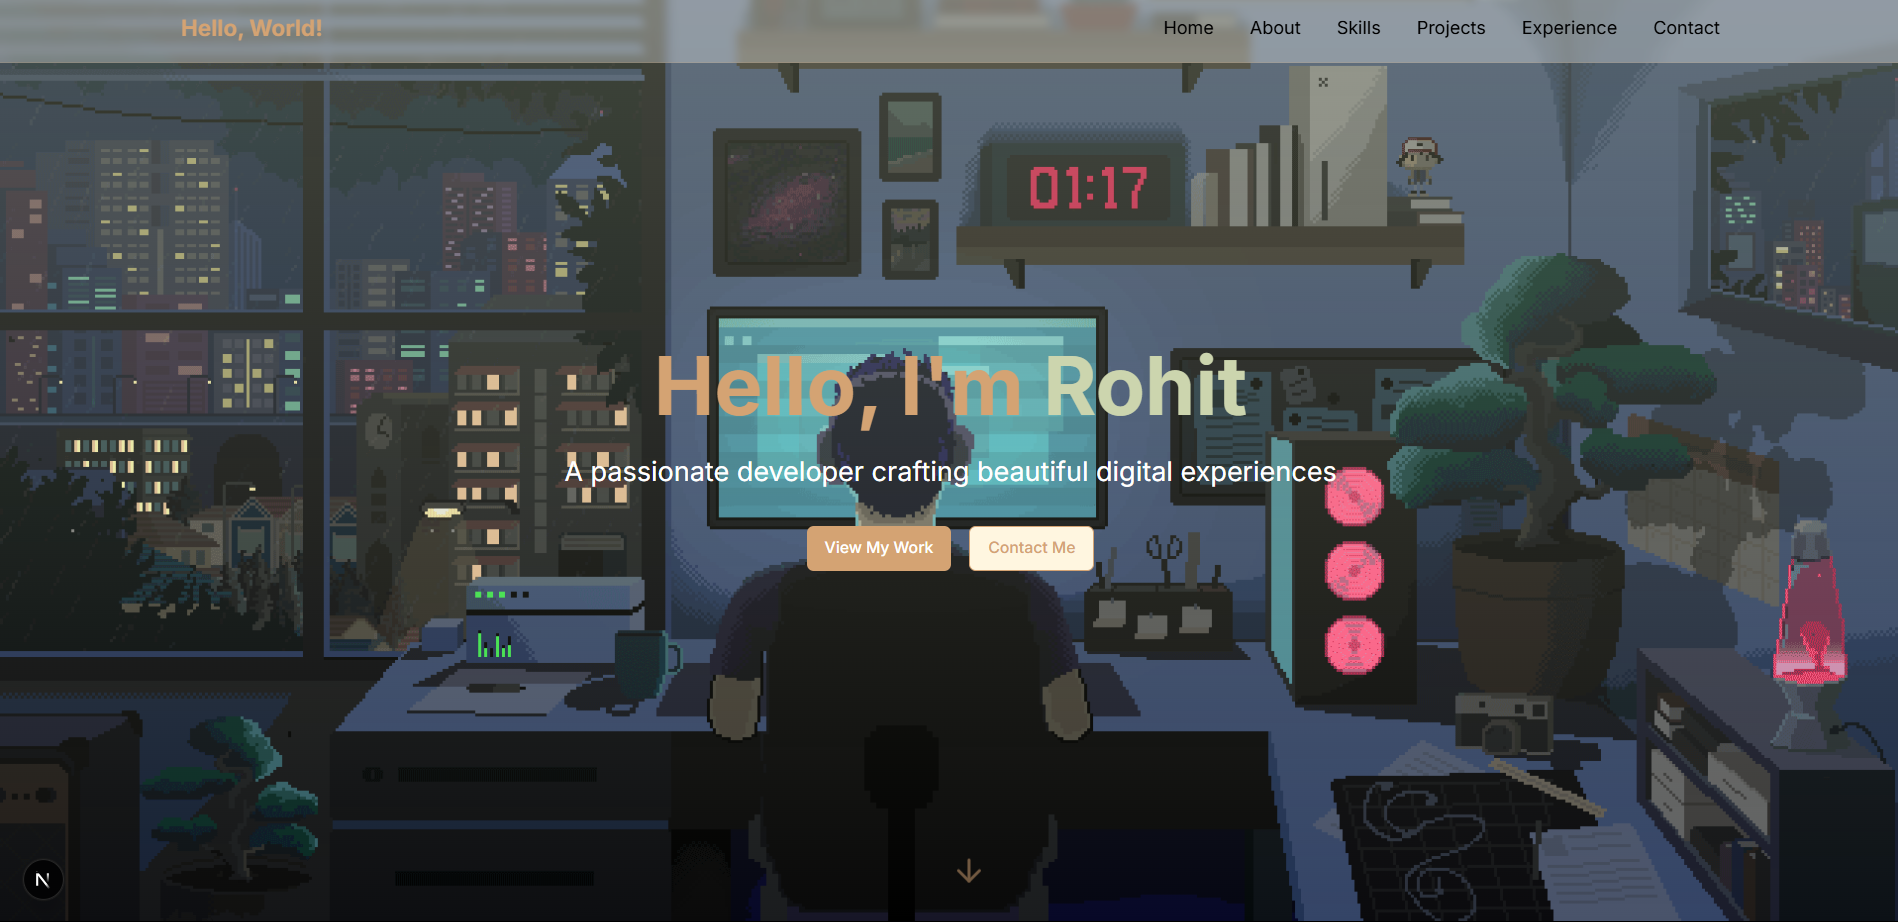 Hello, World!
Home About Skills Projects Experience Contact
01:17
Hello, I'm Rohit
A passionate developer crafting beautiful digital experiences
View My Work Contact Me
N